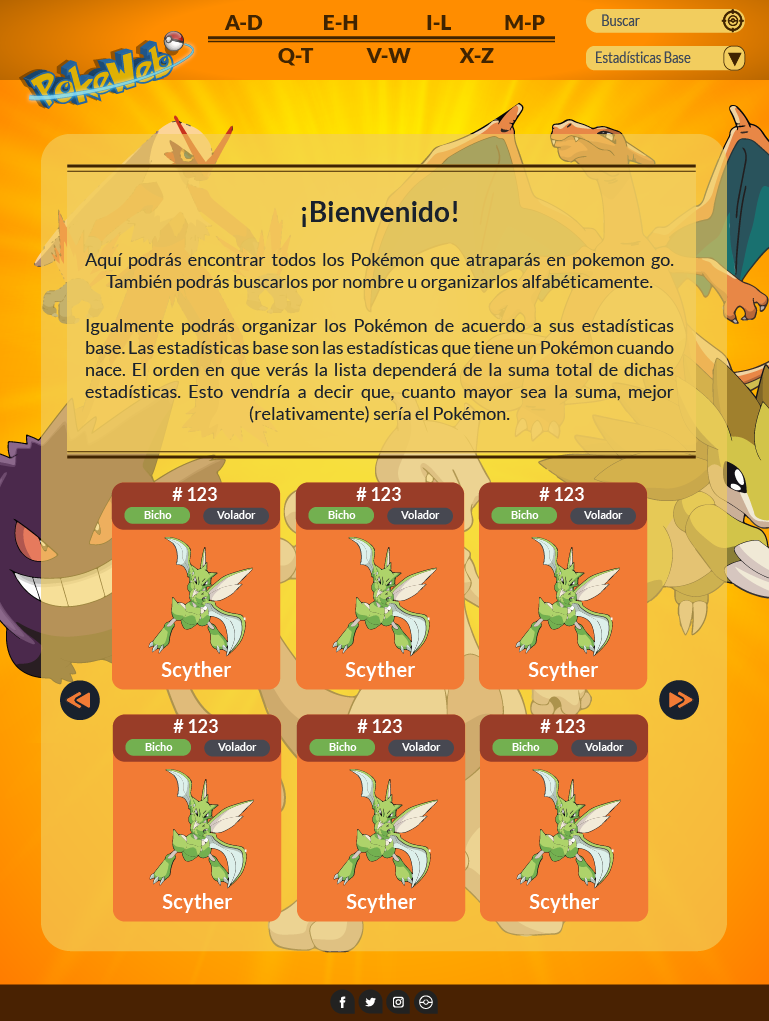 PokeWeb
A-D E-H I-L M-P
Q-T V-W X-Z
Buscar
Estadísticas Base
¡Bienvenido!
Aquí podrás encontrar todos los Pokémon que atraparás en pokemon go.
También podrás buscarlos por nombre u organizarlos alfabéticamente.
Igualmente podrás organizar los Pokémon de acuerdo a sus estadísticas
base. Las estadísticas base son las estadísticas que tiene un Pokémon cuando
nace. El orden en que verás la lista dependerá de la suma total de dichas
estadísticas. Esto vendría a decir que, cuanto mayor sea la suma, mejor
(relativamente) sería el Pokémon.
# 123
Bicho Volador
Scyther
# 123
Bicho Volador
Scyther
# 123
Bicho Volador
Scyther
# 123
Bicho Volador
Scyther
# 123
Bicho Volador
Scyther
# 123
Bicho Volador
Scyther